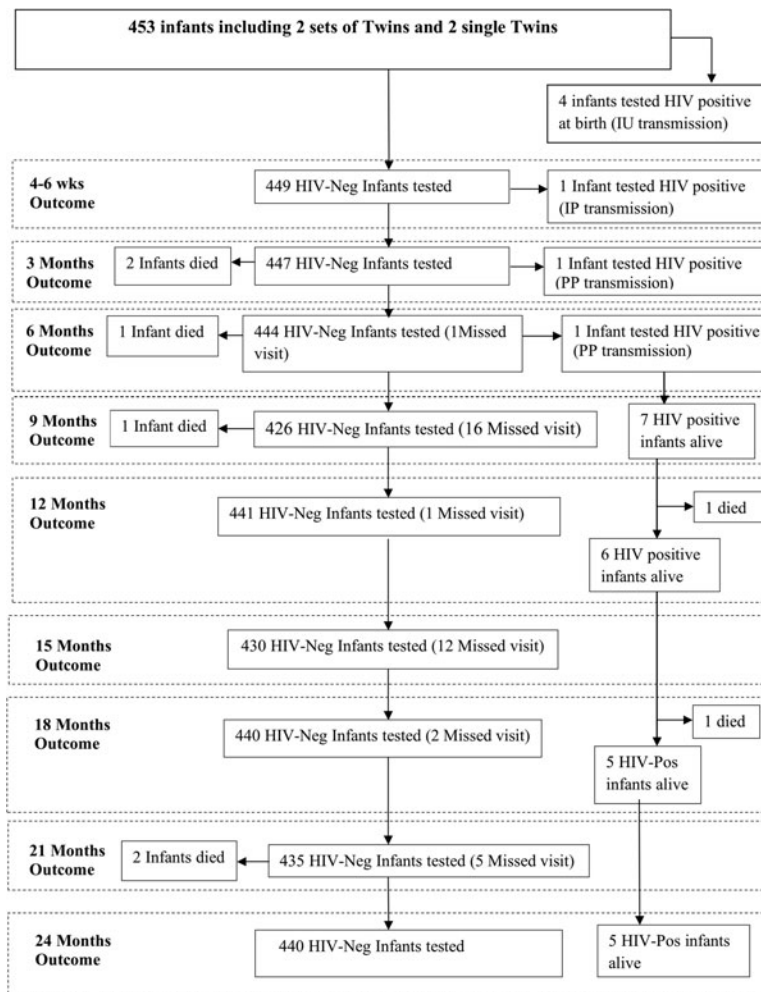 453 infants including 2 sets of Twins and 2 single Twins
4 infants tested HIV positive
at birth (IU transmission)
4-6 wks
Outcome
449 HIV-Neg Infants tested
1 Infant tested HIV positive
(IP transmission)
3 Months
Outcome
2 Infants died
447 HIV-Neg Infants tested
1 Infant tested HIV positive
(PP transmission)
6 Months
Outcome
1 Infant died
444 HIV-Neg Infants tested (1Missed
visit)
1 Infant tested HIV positive
(PP transmission)
9 Months
Outcome
1 Infant died
426 HIV-Neg Infants tested (16 Missed visit)
7 HIV positive
infants alive
12 Months
Outcome
441 HIV-Neg Infants tested (1 Missed visit)
1 died
6 HIV positive
infants alive
15 Months
Outcome
430 HIV-Neg Infants tested (12 Missed visit)
18 Months
Outcome
440 HIV-Neg Infants tested (2 Missed visit)
1 died
5 HIV-Pos
infants alive
21 Months
Outcome
2 Infants died
435 HIV-Neg Infants tested (5 Missed visit)
24 Months
Outcome
440 HIV-Neg Infants tested
5 HIV-Pos infants
alive